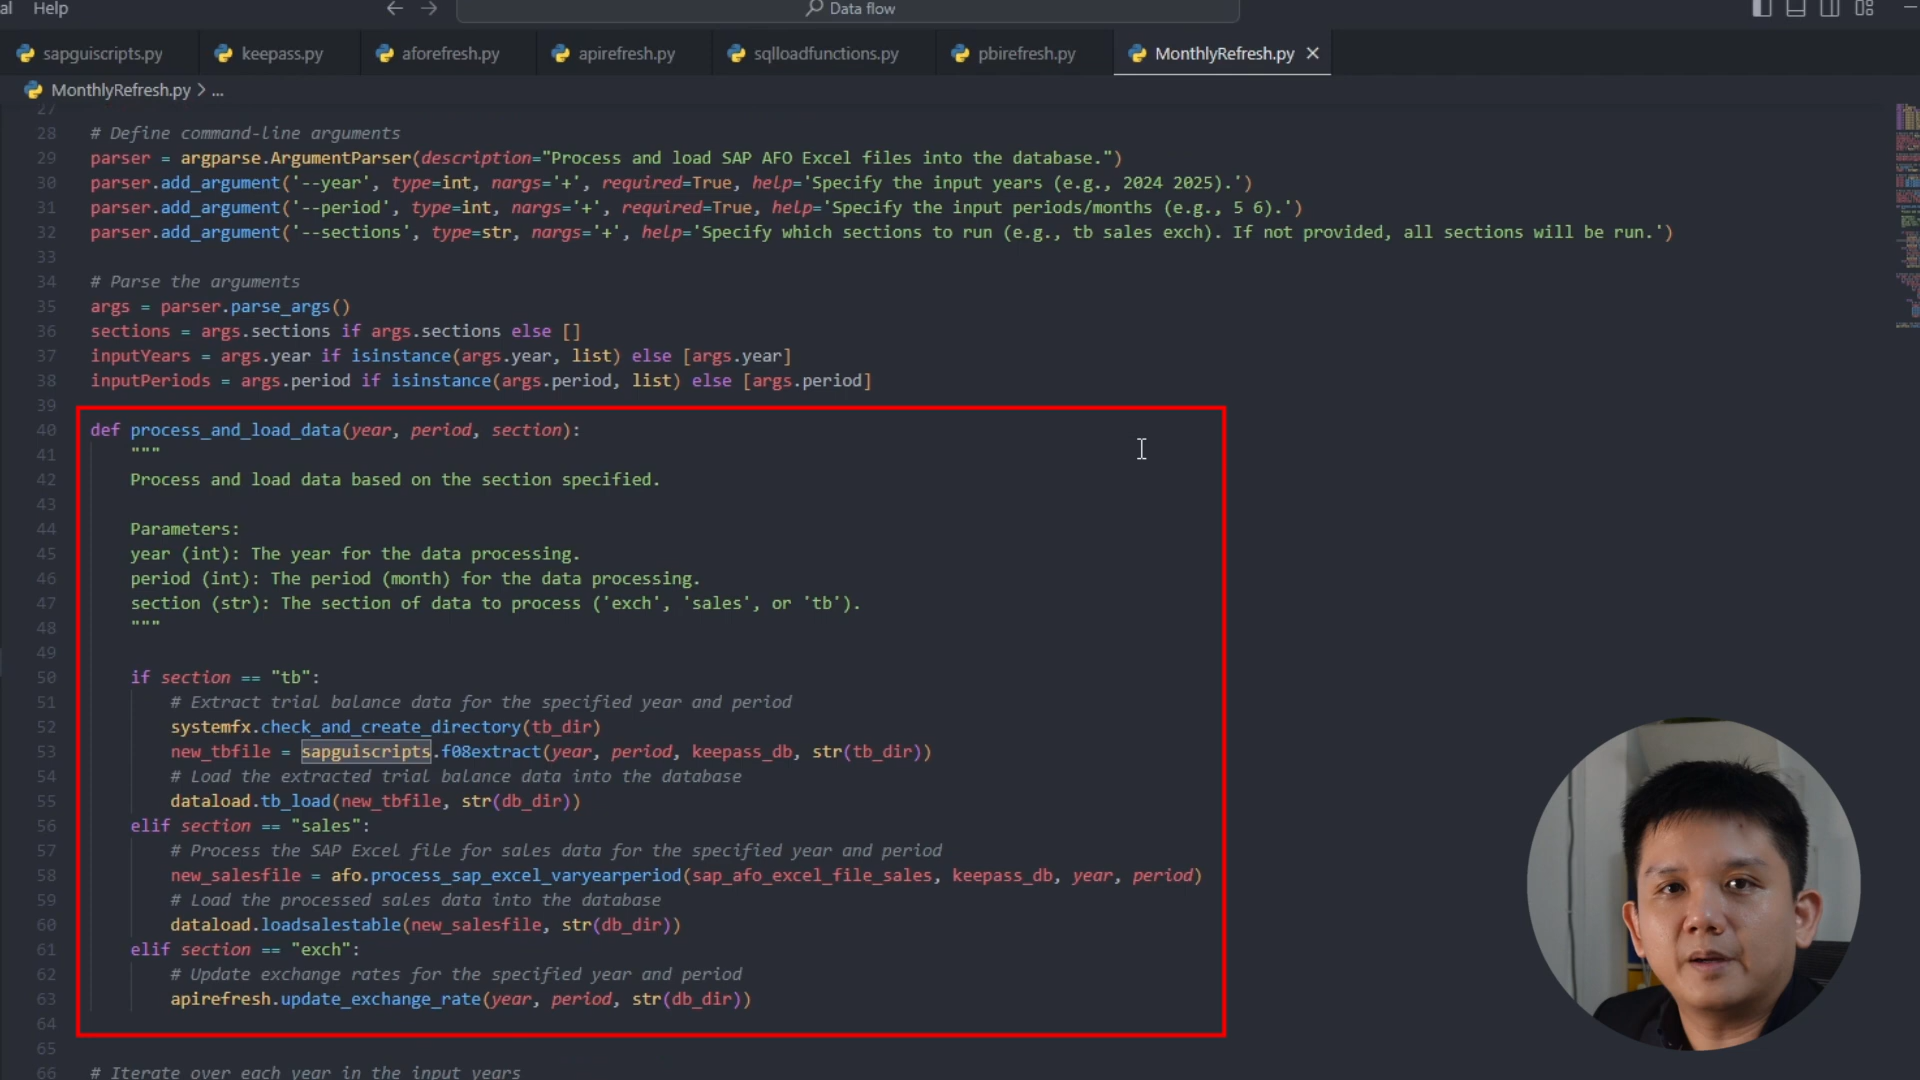 al Help Data flow
sapguiscripts.py keepass.py aforefresh.py apirefresh.py sqlloadfunctions.py pbirefresh.py MonthlyRefresh.py
MonthlyRefresh.py > ...
27
28 # Define command-line arguments
29 parser = argparse.ArgumentParser(description="Process and load SAP AFO Excel files into the database.")
30 parser.add_argument('--year', type=int, nargs='+', required=True, help='Specify the input years (e.g., 2024 2025).')
31 parser.add_argument('--period', type=int, nargs='+', required=True, help='Specify the input periods/months (e.g., 5 6).')
32 parser.add_argument('--sections', type=str, nargs='+', help='Specify which sections to run (e.g., tb sales exch). If not provided, all sections will be run.')
33
34 # Parse the arguments
35 args = parser.parse_args()
36 sections = args.sections if args.sections else []
37 inputYears = args.year if isinstance(args.year, list) else [args.year]
38 inputPeriods = args.period if isinstance(args.period, list) else [args.period]
39
40 def process_and_load_data(year, period, section):
41 """
42 Process and load data based on the section specified.
43
44 Parameters:
45 year (int): The year for the data processing.
46 period (int): The period (month) for the data processing.
47 section (str): The section of data to process ('exch', 'sales', or 'tb').
48 """
49
50 if section == "tb":
51 # Extract trial balance data for the specified year and period
52 systemfx.check_and_create_directory(tb_dir)
53 new_tbfile = sapguiscripts.f08extract(year, period, keepass_db, str(tb_dir))
54 # Load the extracted trial balance data into the database
55 dataload.tb_load(new_tbfile, str(db_dir))
56 elif section == "sales":
57 # Process the SAP Excel file for sales data for the specified year and period
58 new_salesfile = afo.process_sap_excel_varyearperiod(sap_afo_excel_file_sales, keepass_db, year, period)
59 # Load the processed sales data into the database
60 dataload.loadsalestable(new_salesfile, str(db_dir))
61 elif section == "exch":
62 # Update exchange rates for the specified year and period
63 apirefresh.update_exchange_rate(year, period, str(db_dir))
64
65
66 # Iterate over each year in the input years